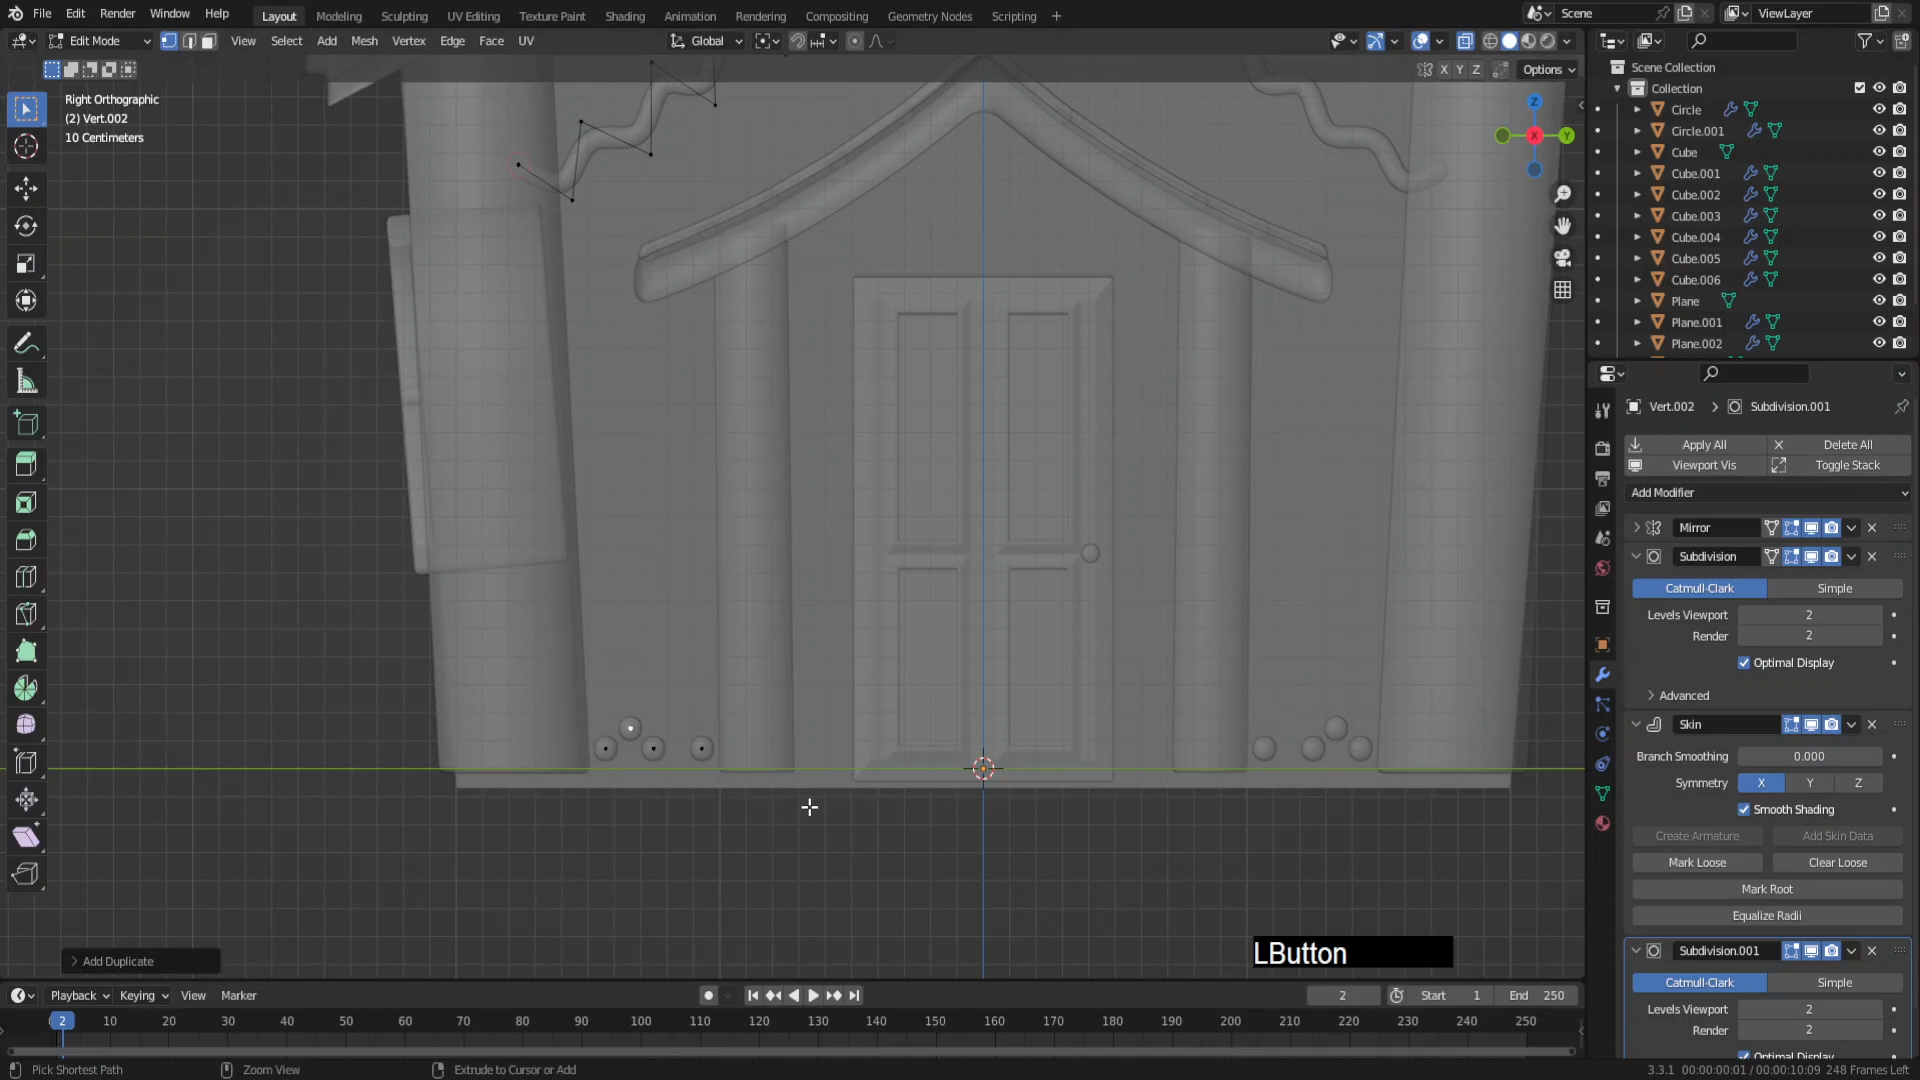 File Edit Render Window Help Layout Modeling Sculpting UV Editing Texture Paint Shading Animation Rendering Compositing Geometry Nodes Scripting + Scene ViewLayer
Edit Mode View Select Add Mesh Vertex Edge Face UV Global
X Y Z Options
Right Orthographic
(2) Vert.002
10 Centimeters
Z
X
Y
Scene Collection
Collection
Circle
Circle.001
Cube
Cube.001
Cube.002
Cube.003
Cube.004
Cube.005
Cube.006
Plane
Plane.001
Plane.002
Vert.002 Subdivision.001
Apply All Delete All
Viewport Vis Toggle Stack
Add Modifier
Mirror
Subdivision
Catmull-Clark Simple
Levels Viewport 2
Render 2
Optimal Display
Advanced
Skin
Branch Smoothing 0.000
Symmetry X Y Z
Smooth Shading
Create Armature Add Skin Data
Mark Loose Clear Loose
Mark Root
Equalize Radii
Subdivision.001
Catmull-Clark Simple
Levels Viewport 2
Render 2
Optimal Display
LButton
Add Duplicate
Playback Keying View Marker 2 Start 1 End 250
2 10 20 30 40 50 60 70 80 90 100 110 120 130 140 150 160 170 180 190 200 210 220 230 240 250
Pick Shortest Path Zoom View Extrude to Cursor or Add 3.3.1 00:00:00:01 / 00:00:10:09 248 Frames Left